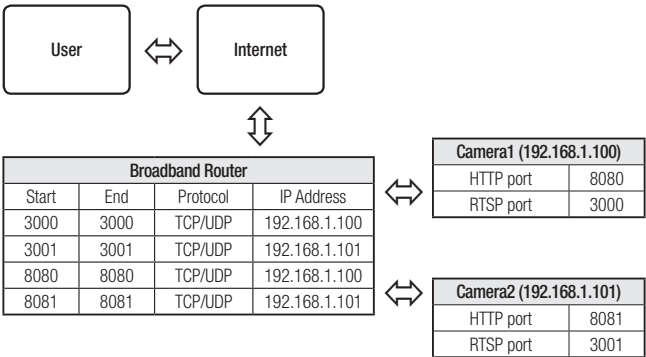 User
Internet
Broadband Router
Start End Protocol IP Address
3000 3000 TCP/UDP 192.168.1.100
3001 3001 TCP/UDP 192.168.1.101
8080 8080 TCP/UDP 192.168.1.100
8081 8081 TCP/UDP 192.168.1.101
Camera1 (192.168.1.100)
HTTP port 8080
RTSP port 3000
Camera2 (192.168.1.101)
HTTP port 8081
RTSP port 3001